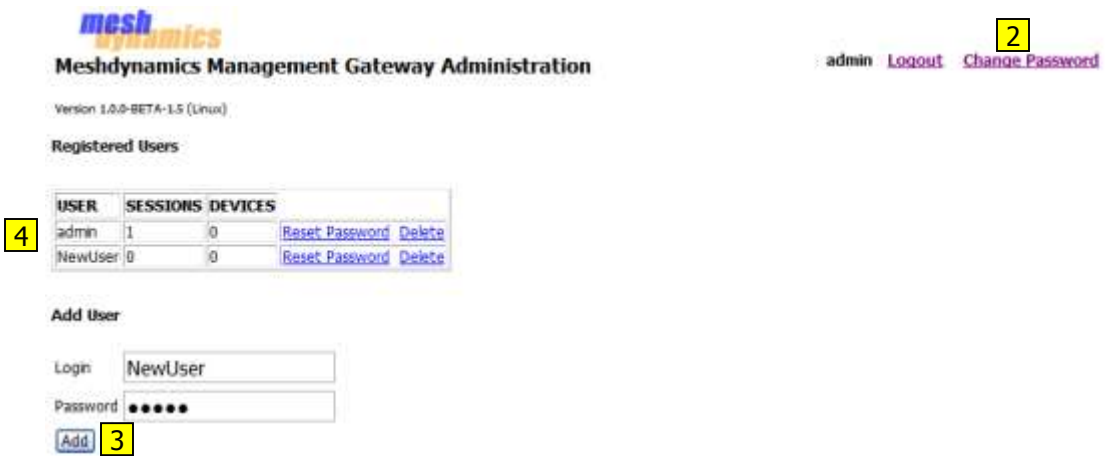 mesh
dynamics
2
Meshdynamics Management Gateway Administration
admin Logout Change Password
Version 1.0.0-BETA-1.5 (Linux)
Registered Users
USER SESSIONS DEVICES
4
admin 1 0 Reset Password Delete
NewUser 0 0 Reset Password Delete
Add User
Login NewUser
Password ●●●●●
Add 3